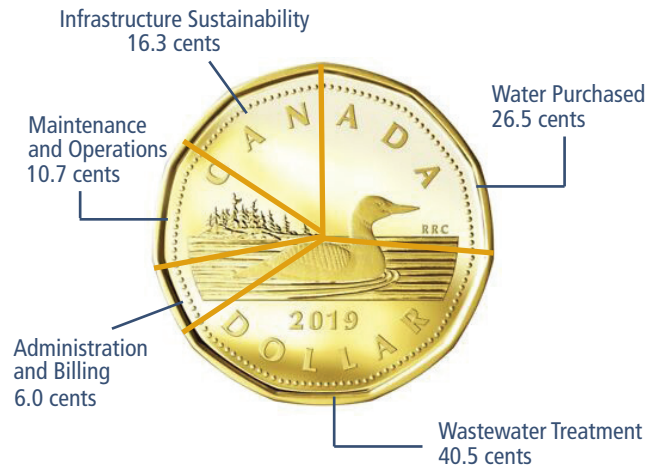 Infrastructure Sustainability
16.3 cents
Water Purchased
26.5 cents
Maintenance
and Operations
10.7 cents
CANADA
RRC
2019
DOLLAR
Administration
and Billing
6.0 cents
Wastewater Treatment
40.5 cents